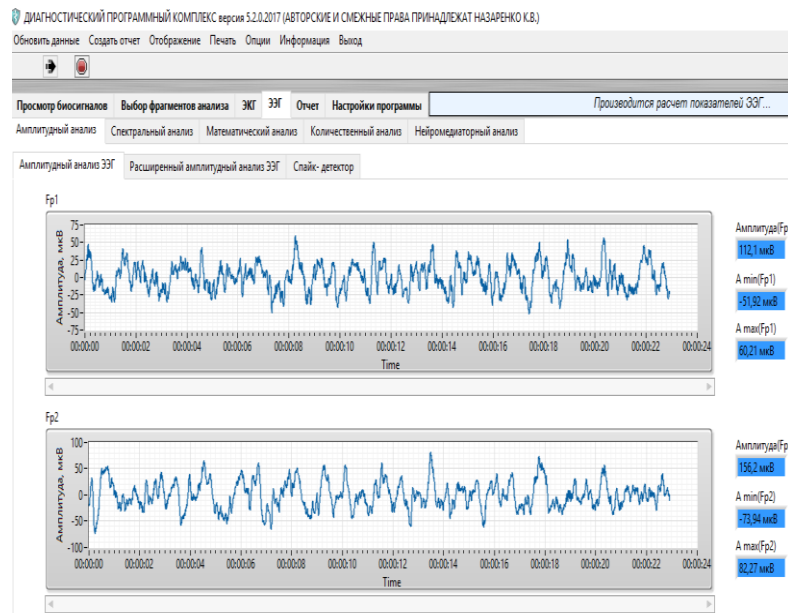 ДИАГНОСТИЧЕСКИЙ ПРОГРАММНЫЙ КОМПЛЕКС версия 5.2.0.2017 (АВТОРСКИЕ И СМЕЖНЫЕ ПРАВА ПРИНАДЛЕЖАТ НАЗАРЕНКО К.В.)
Обновить данные Создать отчет Отображение Печать Опции Информация Выход
Просмотр биосигналов Выбор фрагментов анализа ЭКГ ЭЭГ Отчет Настройки программы Производится расчет показателей ЭЭГ...
Амплитудный анализ Спектральный анализ Математический анализ Количественный анализ Нейромедиаторный анализ
Амплитудный анализ ЭЭГ Расширенный амплитудный анализ ЭЭГ Спайк- детектор
Fp1
Амплитуда, мкВ
75
50
25
0
-25
-50
-75
00:00:00 00:00:02 00:00:04 00:00:06 00:00:08 00:00:10 00:00:12 00:00:14 00:00:16 00:00:18 00:00:20 00:00:22 00:00:24
Time
Амплитуда(Fp
112,1 мкВ
A min(Fp1)
-51,92 мкВ
A max(Fp1)
60,21 мкВ
Fp2
Амплитуда, мкВ
100
50
0
-50
-100
00:00:00 00:00:02 00:00:04 00:00:06 00:00:08 00:00:10 00:00:12 00:00:14 00:00:16 00:00:18 00:00:20 00:00:22 00:00:24
Time
Амплитуда(Fp
156,2 мкВ
A min(Fp2)
-73,94 мкВ
A max(Fp2)
82,27 мкВ